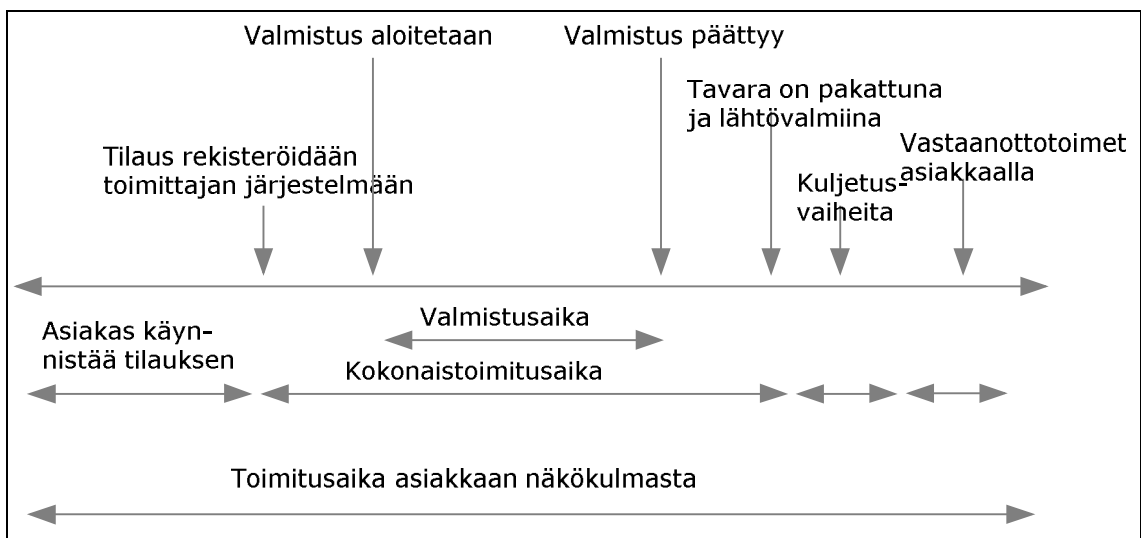 Valmistus aloitetaan
Valmistus päättyy
Tavara on pakattuna
ja lähtövalmiina
Tilaus rekisteröidään
toimittajan järjestelmään
Vastaanottotoimet
asiakkaalla
Kuljetus-
vaiheita
Asiakas käyn-
nistää tilauksen
Valmistusaika
Kokonaistoimitusaika
Toimitusaika asiakkaan näkökulmasta